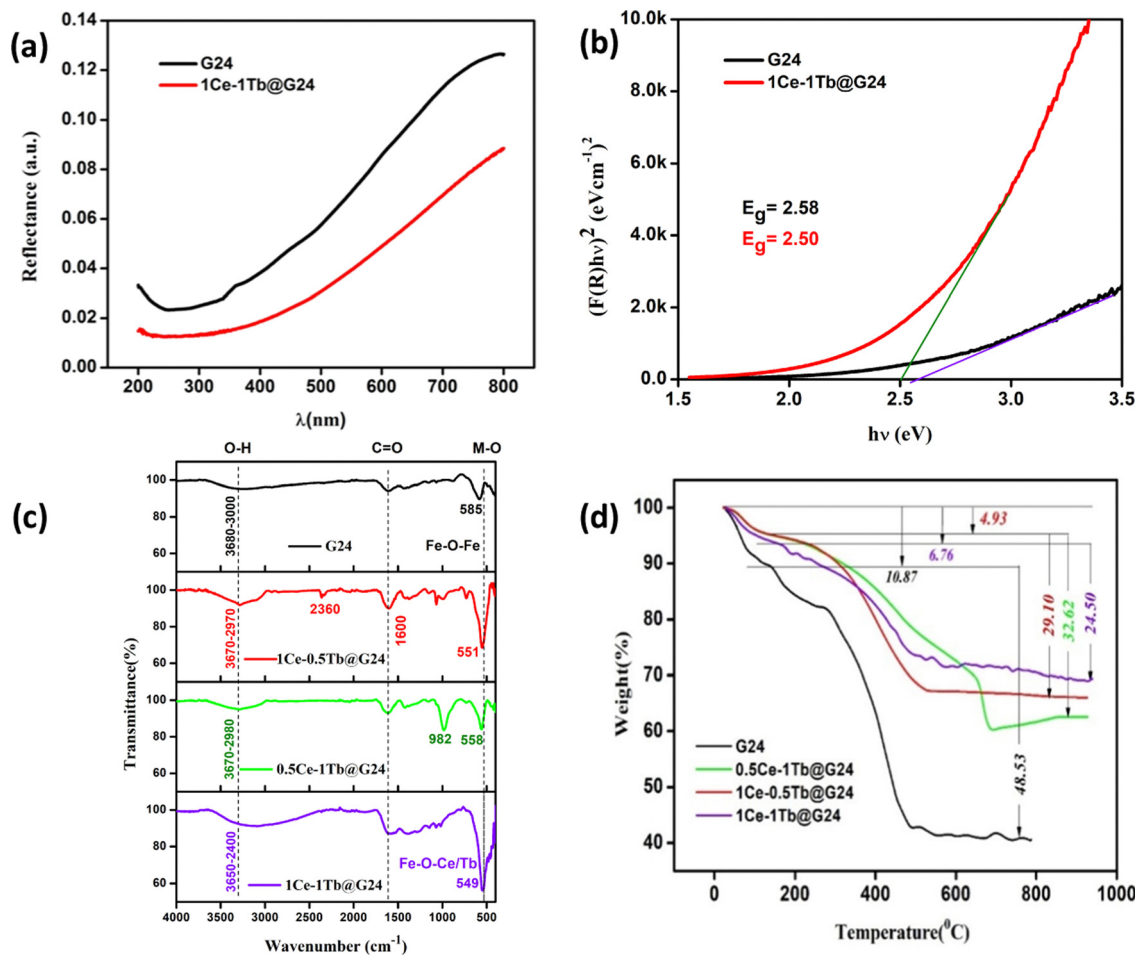 (a)
0.14
0.12
0.10
0.08
0.06
0.04
0.02
0.00
Reflectance (a.u.)
G24
1Ce-1Tb@G24
200 300 400 500 600 700 800
λ(nm)
(b)
10.0k
8.0k
6.0k
4.0k
2.0k
0.0
(F(R)hν)² (eVcm⁻¹)²
G24
1Ce-1Tb@G24
E_g= 2.58
E_g= 2.50
1.5 2.0 2.5 3.0 3.5
hν (eV)
(c)
O-H C=O M-O
100
80
60
3680-3000
585
Fe-O-Fe
G24
100
80
60
3670-2970
2360
1600
551
1Ce-0.5Tb@G24
100
80
60
3670-2980
982
558
0.5Ce-1Tb@G24
100
80
60
3650-2400
Fe-O-Ce/Tb
549
1Ce-1Tb@G24
Transmittance(%)
4000 3500 3000 2500 2000 1500 1000 500
Wavenumber (cm⁻¹)
(d)
100
90
80
70
60
50
40
Weight(%)
4.93
6.76
10.87
29.10
32.62
24.50
48.53
G24
0.5Ce-1Tb@G24
1Ce-0.5Tb@G24
1Ce-1Tb@G24
0 200 400 600 800 1000
Temperature(⁰C)